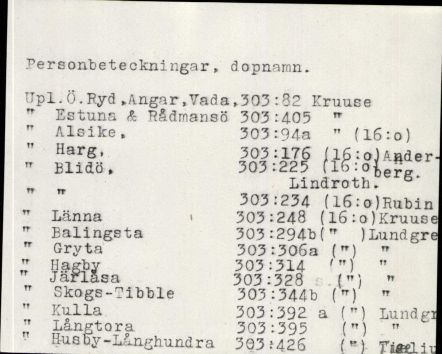 Personbeteckningar, dopnamn.
Upl.Ö.Ryd,Angar,Vada,303:82 Kruuse
" Estuna & Rådmansö 303:405 "
" Alsike, 303:94a " (16:o)
" Harg, 303:176 (16:o)Ander-
" Blidö, 303:225 (16:o)berg.
Lindroth.
" " 303:234 (16:o)Rubin
" Länna 303:248 (16:o)Kruuse
" Balingsta 303:294b(" )Lundgre
" Gryta 303:306a (") "
" Hagby 303:314 (") "
" Järlåsa 303:328 s (") "
" Skogs-Tibble 303:344b (") "
" Kulla 303:392 a (") Lundgr
" Långtora 303:395 (") "
" Husby-Långhundra 303:426 (")